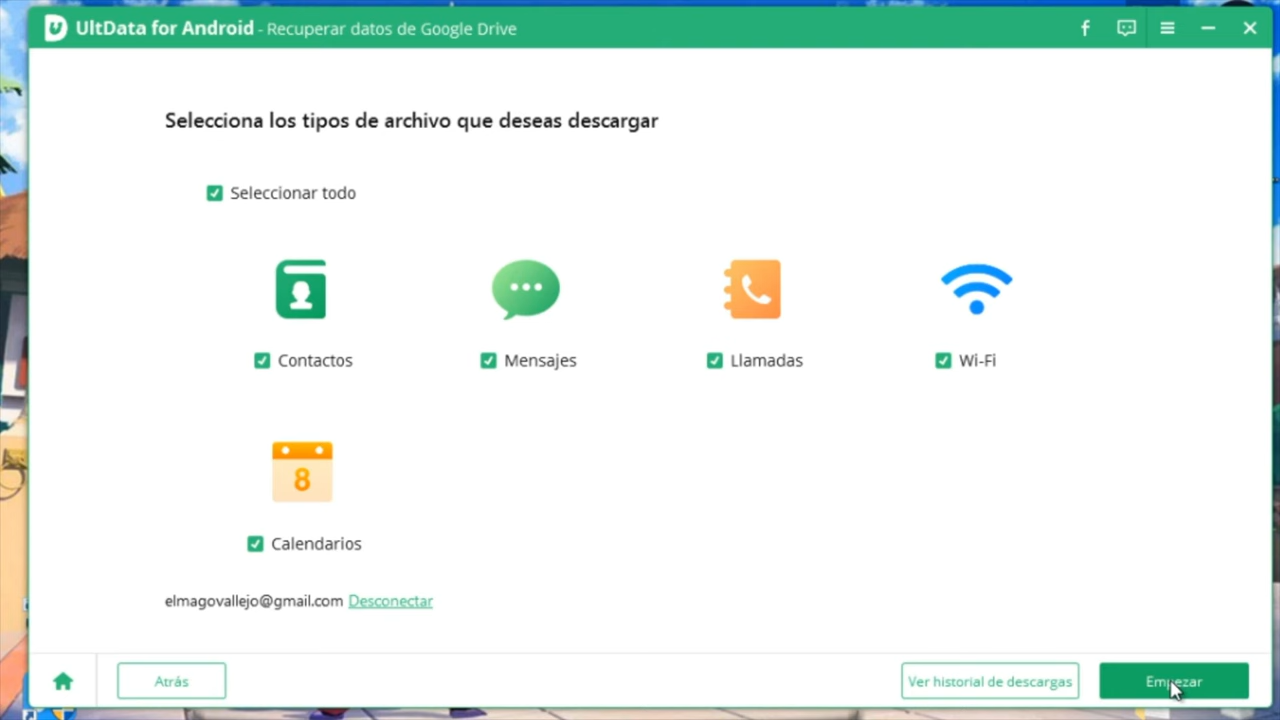 UltData for Android - Recuperar datos de Google Drive
Selecciona los tipos de archivo que deseas descargar
Seleccionar todo
Contactos
Mensajes
Llamadas
Wi-Fi
8
Calendarios
elmagovallejo@gmail.com Desconectar
Atrás
Ver historial de descargas
Empezar